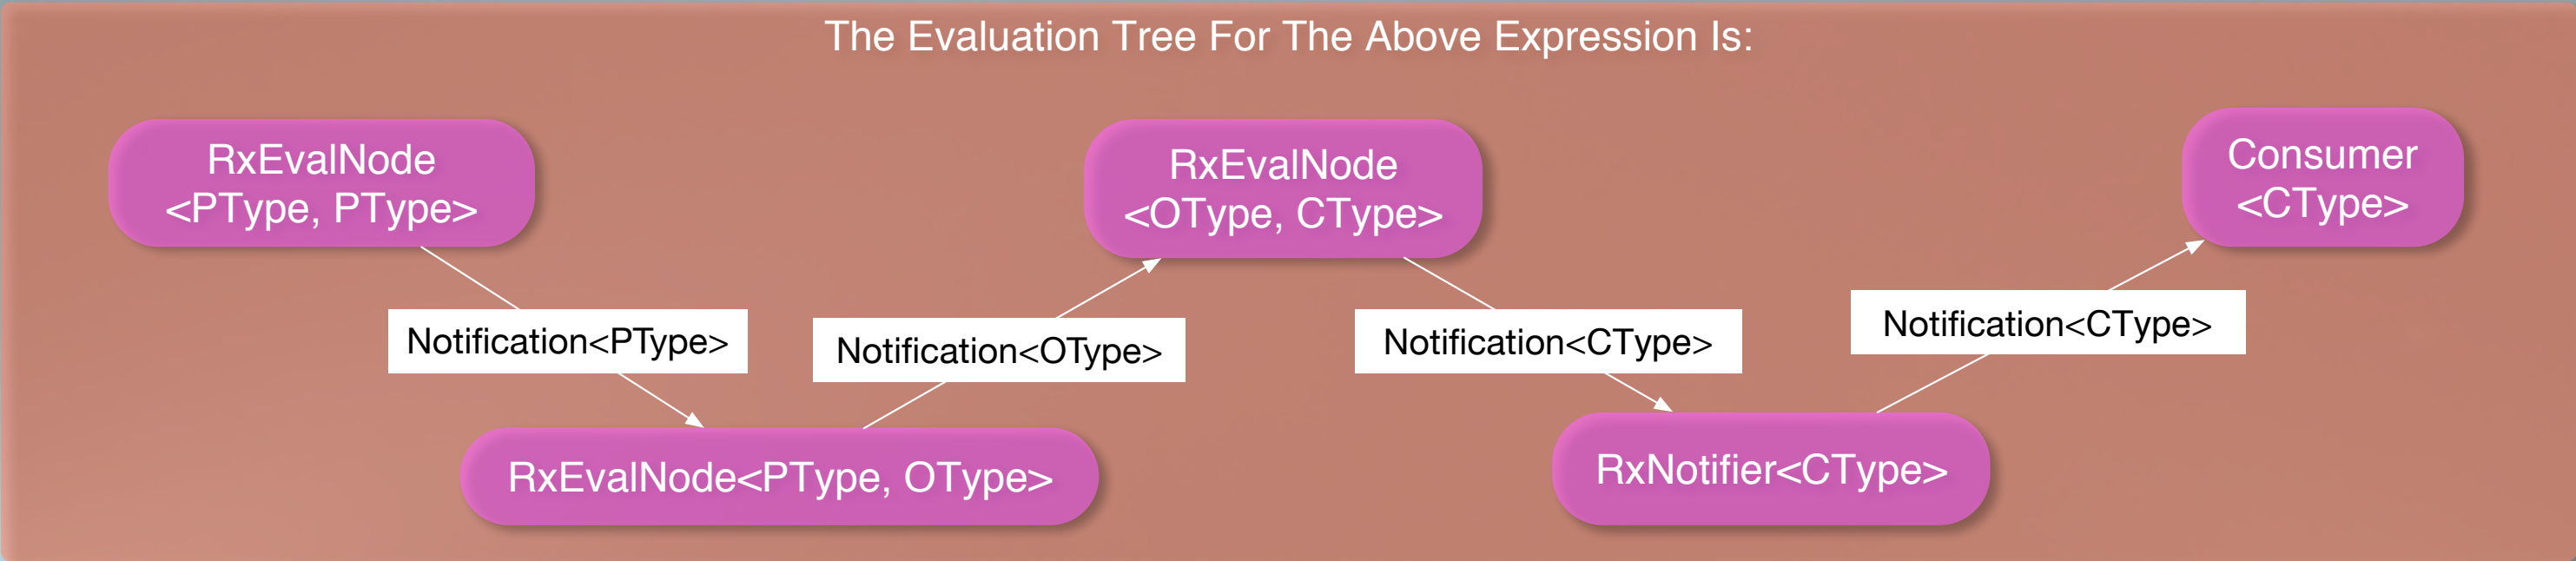 The Evaluation Tree For The Above Expression Is:
RxEvalNode
<PType, PType>
Notification<PType>
RxEvalNode<PType, OType>
Notification<OType>
RxEvalNode
<OType, CType>
Notification<CType>
RxNotifier<CType>
Notification<CType>
Consumer
<CType>